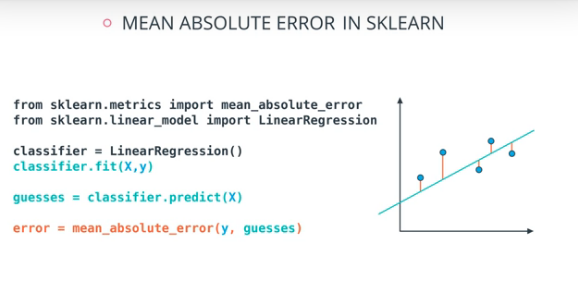 MEAN ABSOLUTE ERROR IN SKLEARN
from sklearn.metrics import mean_absolute_error
from sklearn.linear_model import LinearRegression
classifier = LinearRegression()
classifier.fit(X,y)
guesses = classifier.predict(X)
error = mean_absolute_error(y, guesses)